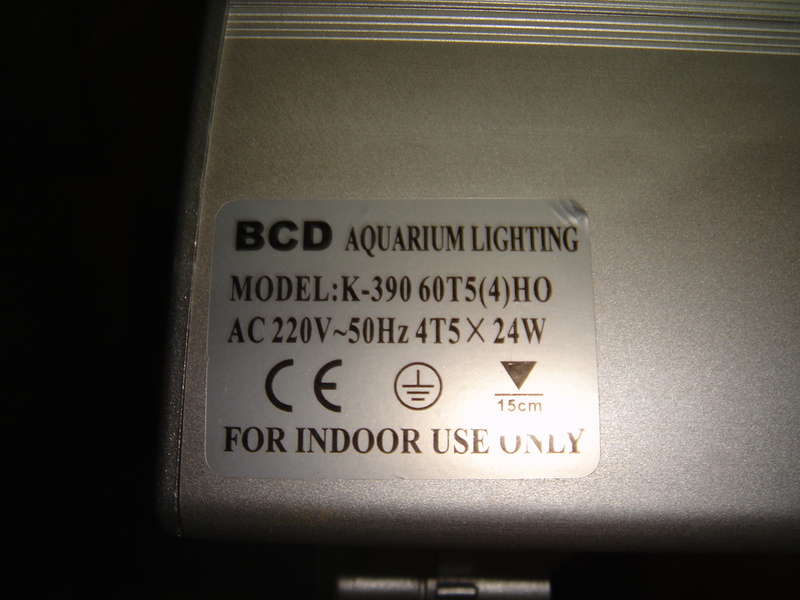 BCD AQUARIUM LIGHTING
MODEL:K-390 60T5(4)HO
AC 220V~50Hz 4T5×24W
CE
15cm
FOR INDOOR USE ONLY